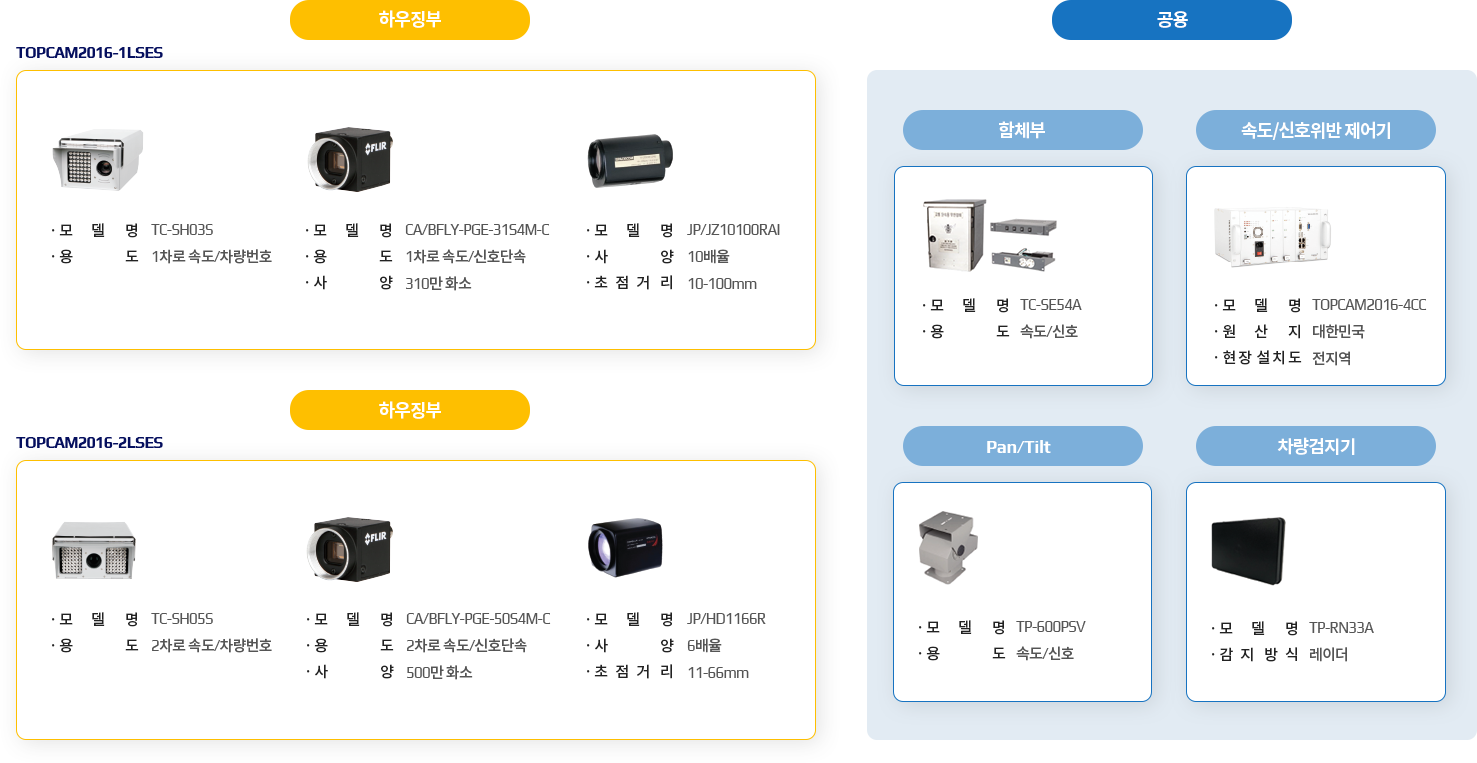 하우징부
TOPCAM2016-1LSES
FLIR
· 모 델 명 TC-SH03S
· 용 도 1차로 속도/차량번호
· 모 델 명 CA/BFLY-PGE-31S4M-C
· 용 도 1차로 속도/신호단속
· 사 양 310만 화소
· 모 델 명 JP/JZ10100RAI
· 사 양 10배율
· 초 점 거 리 10-100mm
하우징부
TOPCAM2016-2LSES
FLIR
· 모 델 명 TC-SH05S
· 용 도 2차로 속도/차량번호
· 모 델 명 CA/BFLY-PGE-50S4M-C
· 용 도 2차로 속도/신호단속
· 사 양 500만 화소
· 모 델 명 JP/HD1166R
· 사 양 6배율
· 초 점 거 리 11-66mm
공용
함체부
· 모 델 명 TC-SE54A
· 용 도 속도/신호
속도/신호위반 제어기
· 모 델 명 TOPCAM2016-4CC
· 원 산 지 대한민국
· 현장 설치도 전지역
Pan/Tilt
· 모 델 명 TP-600PSV
· 용 도 속도/신호
차량검지기
· 모 델 명 TP-RN33A
· 감 지 방 식 레이더